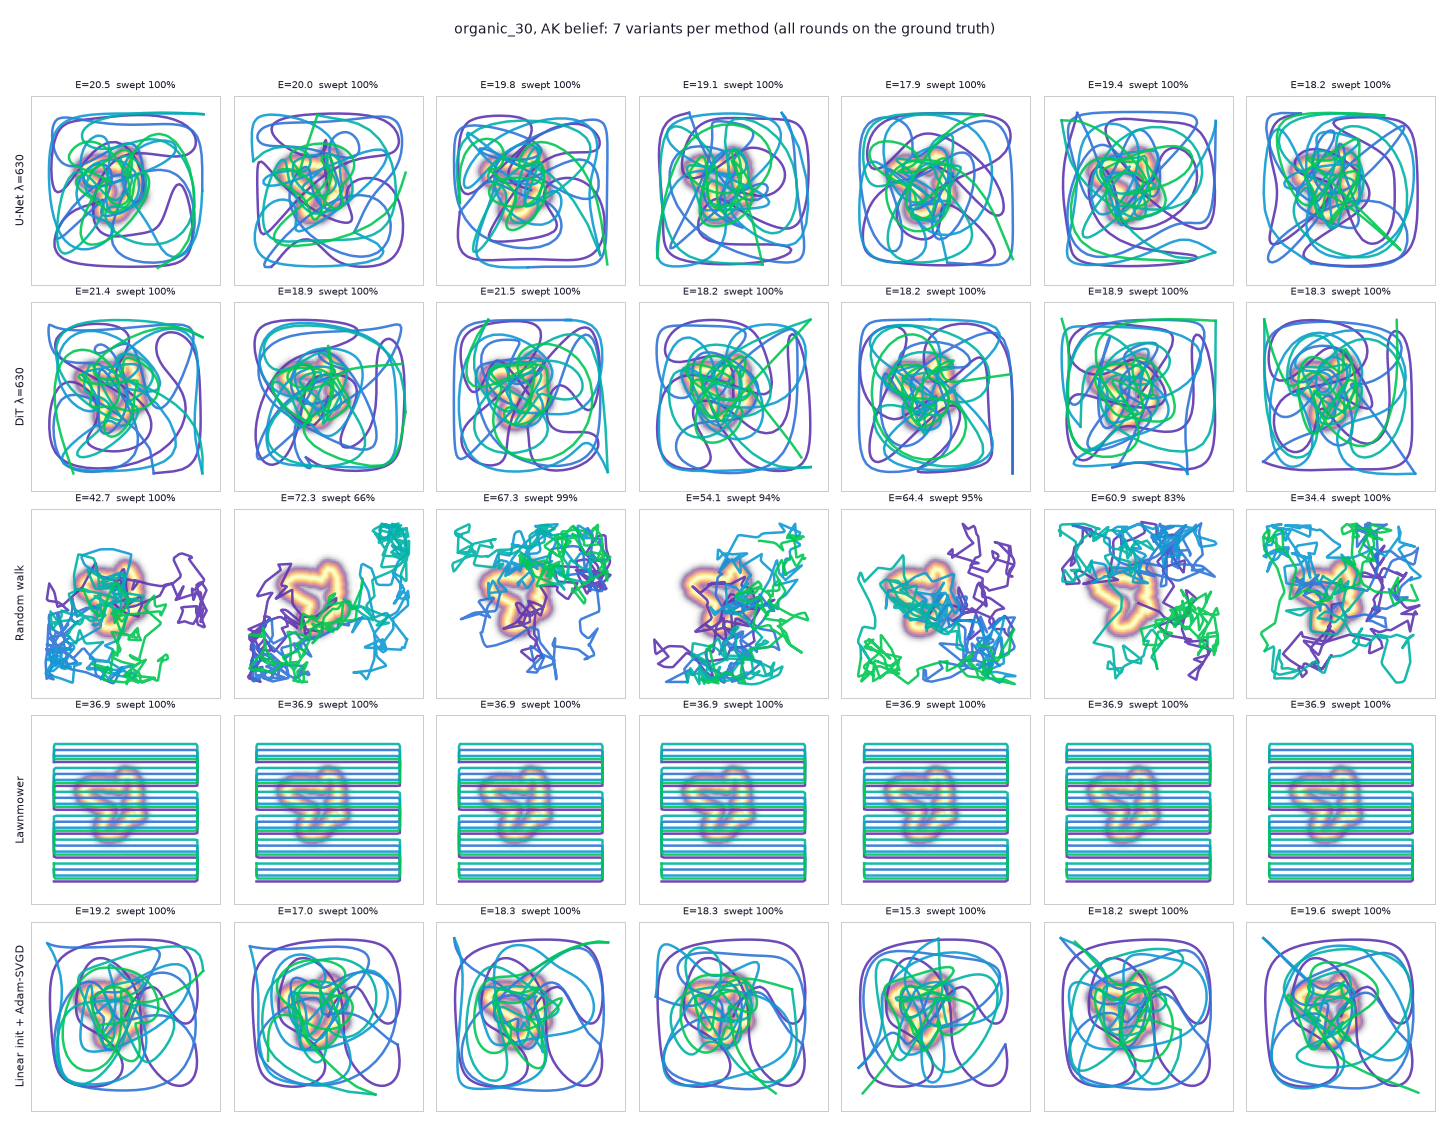 organic_30, AK belief: 7 variants per method (all rounds on the ground truth)
E=20.5 swept 100% E=20.0 swept 100% E=19.8 swept 100% E=19.1 swept 100% E=17.9 swept 100% E=19.4 swept 100% E=18.2 swept 100%
U-Net λ=630
E=21.4 swept 100% E=18.9 swept 100% E=21.5 swept 100% E=18.2 swept 100% E=18.2 swept 100% E=18.9 swept 100% E=18.3 swept 100%
DiT λ=630
E=42.7 swept 100% E=72.3 swept 66% E=67.3 swept 99% E=54.1 swept 94% E=64.4 swept 95% E=60.9 swept 83% E=34.4 swept 100%
Random walk
E=36.9 swept 100% E=36.9 swept 100% E=36.9 swept 100% E=36.9 swept 100% E=36.9 swept 100% E=36.9 swept 100% E=36.9 swept 100%
Lawnmower
E=19.2 swept 100% E=17.0 swept 100% E=18.3 swept 100% E=18.3 swept 100% E=15.3 swept 100% E=18.2 swept 100% E=19.6 swept 100%
Linear init + Adam-SVGD